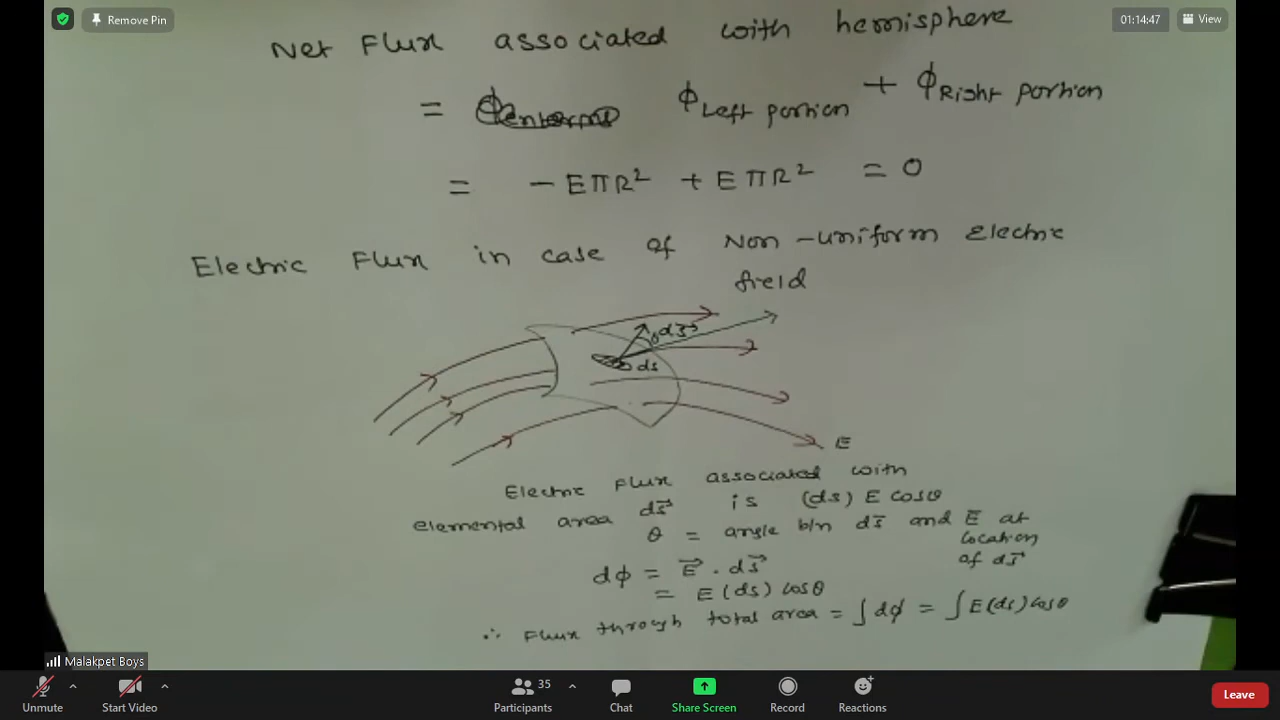 Remove Pin
01:14:47
View
Net Flux associated with hemisphere
= ϕLeft portion + ϕRight portion
= - EπR² + EπR² = 0
Electric Flux in case of Non-uniform Electric
field
ds⃗
θ
ds
E
Electric Flux associated with
elemental area ds⃗ is (ds) E cosθ
θ = angle b/n ds⃗ and E⃗ at
location
of ds⃗
dϕ = E⃗ . ds⃗
= E(ds) cosθ
∴ Flux through total area = ∫dϕ = ∫E(ds)cosθ
Malakpet Boys
Unmute
Start Video
35
Participants
Chat
Share Screen
Record
Reactions
Leave